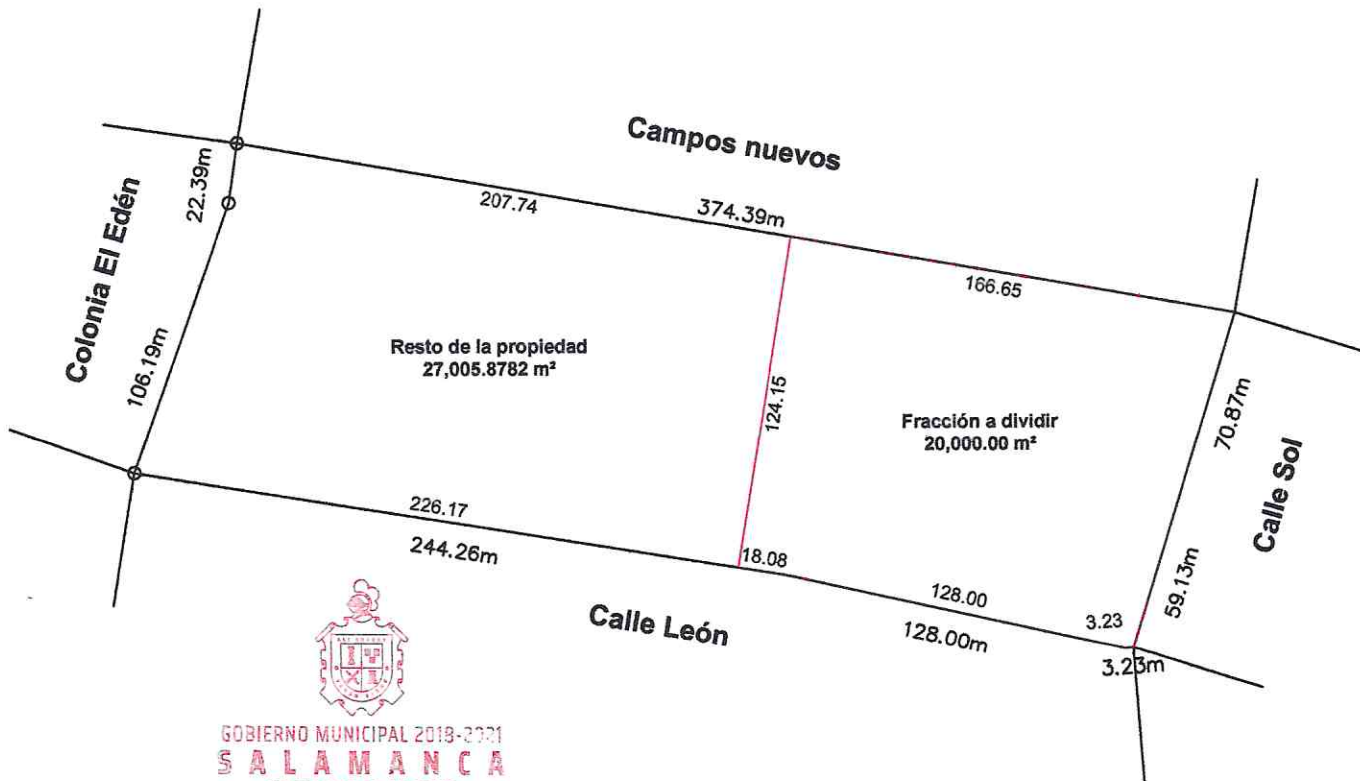 Campos nuevos
22.39m
207.74
374.39m
Colonia El Edén
166.65
Resto de la propiedad
27,005.8782 m²
106.19m
124.15
Fracción a dividir
20,000.00 m²
70.87m
Calle Sol
226.17
244.26m
18.08
128.00
3.23
59.13m
Calle León
128.00m
3.23m
GOBIERNO MUNICIPAL 2018-2021
SALAMANCA